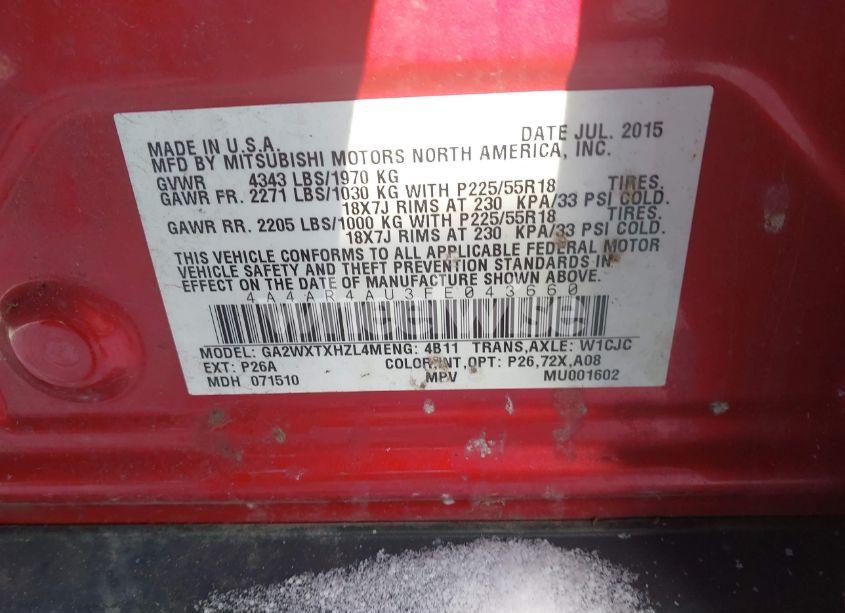 MADE IN U.S.A. DATE JUL. 2015
MFD BY MITSUBISHI MOTORS NORTH AMERICA, INC.
GVWR 4343 LBS/1970 KG
GAWR FR. 2271 LBS/1030 KG WITH P225/55R18 TIRES.
18X7J RIMS AT 230 KPA/33 PSI COLD.
GAWR RR. 2205 LBS/1000 KG WITH P225/55R18 TIRES.
18X7J RIMS AT 230 KPA/33 PSI COLD.
THIS VEHICLE CONFORMS TO ALL APPLICABLE FEDERAL MOTOR
VEHICLE SAFETY AND THEFT PREVENTION STANDARDS IN
EFFECT ON THE DATE OF MANUFACTURE SHOWN ABOVE.
4A4AR4AU3FE043660
MODEL: GA2WXTXHZL4MENG: 4B11 TRANS,AXLE: W1CJC
EXT: P26A COLOR,INT,OPT: P26,72X,A08
MDH 071510 MPV MU001602